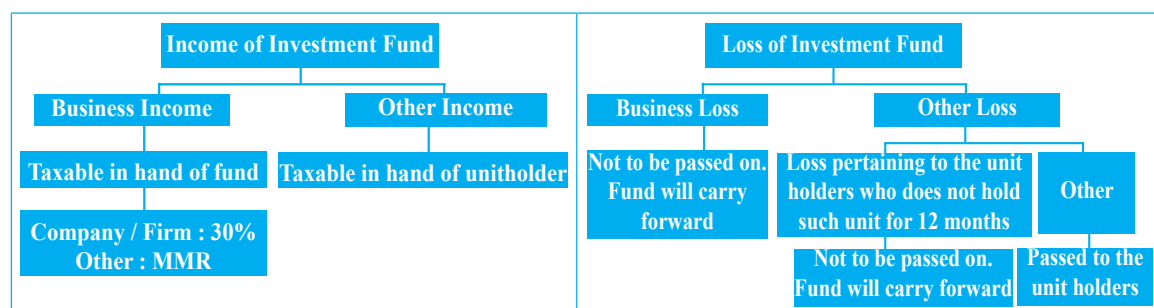 Income of Investment Fund
Business Income
Other Income
Taxable in hand of fund
Taxable in hand of unitholder
Company / Firm : 30%
Other : MMR
Loss of Investment Fund
Business Loss
Other Loss
Not to be passed on.
Fund will carry
forward
Loss pertaining to the unit
holders who does not hold
such unit for 12 months
Other
Not to be passed on.
Fund will carry forward
Passed to the
unit holders